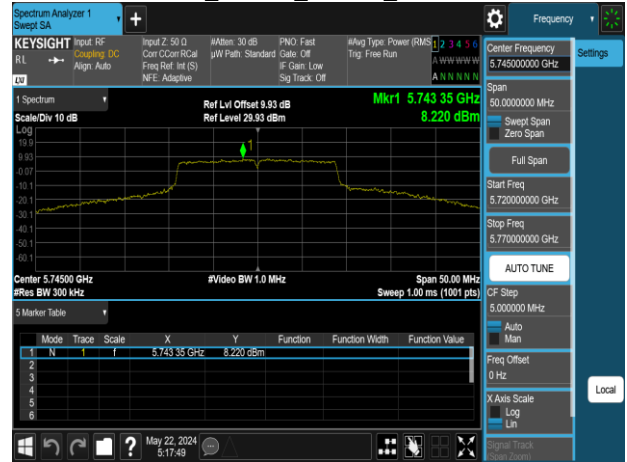 Spectrum Analyzer 1
Swept SA
Frequency
KEYSIGHT
RL
LXI
Input: RF
Coupling: DC
Align: Auto
Input Z: 50 Ω
Corr CCorr RCal
Freq Ref: Int (S)
NFE: Adaptive
#Atten: 30 dB
µW Path: Standard
PNO: Fast
Gate: Off
IF Gain: Low
Sig Track: Off
#Avg Type: Power (RMS
Trig: Free Run
1 2 3 4 5 6
A W W W W W
A N N N N N
1 Spectrum
Scale/Div 10 dB
Ref Lvl Offset 9.93 dB
Ref Level 29.93 dBm
Mkr1 5.743 35 GHz
8.220 dBm
Log
19.9
9.93
-0.07
-10.1
-20.1
-30.1
-40.1
-50.1
-60.1
1
Center 5.74500 GHz
#Res BW 300 kHz
#Video BW 1.0 MHz
Span 50.00 MHz
Sweep 1.00 ms (1001 pts)
5 Marker Table
Mode Trace Scale X Y Function Function Width Function Value
1 N 1 f 5.743 35 GHz 8.220 dBm
2
3
4
5
6
May 22, 2024
5:17:49
Center Frequency
5.745000000 GHz
Span
50.0000000 MHz
Swept Span
Zero Span
Full Span
Start Freq
5.720000000 GHz
Stop Freq
5.770000000 GHz
AUTO TUNE
CF Step
5.000000 MHz
Auto
Man
Freq Offset
0 Hz
X Axis Scale
Log
Lin
Signal Track
(Span Zoom)
Settings
Local